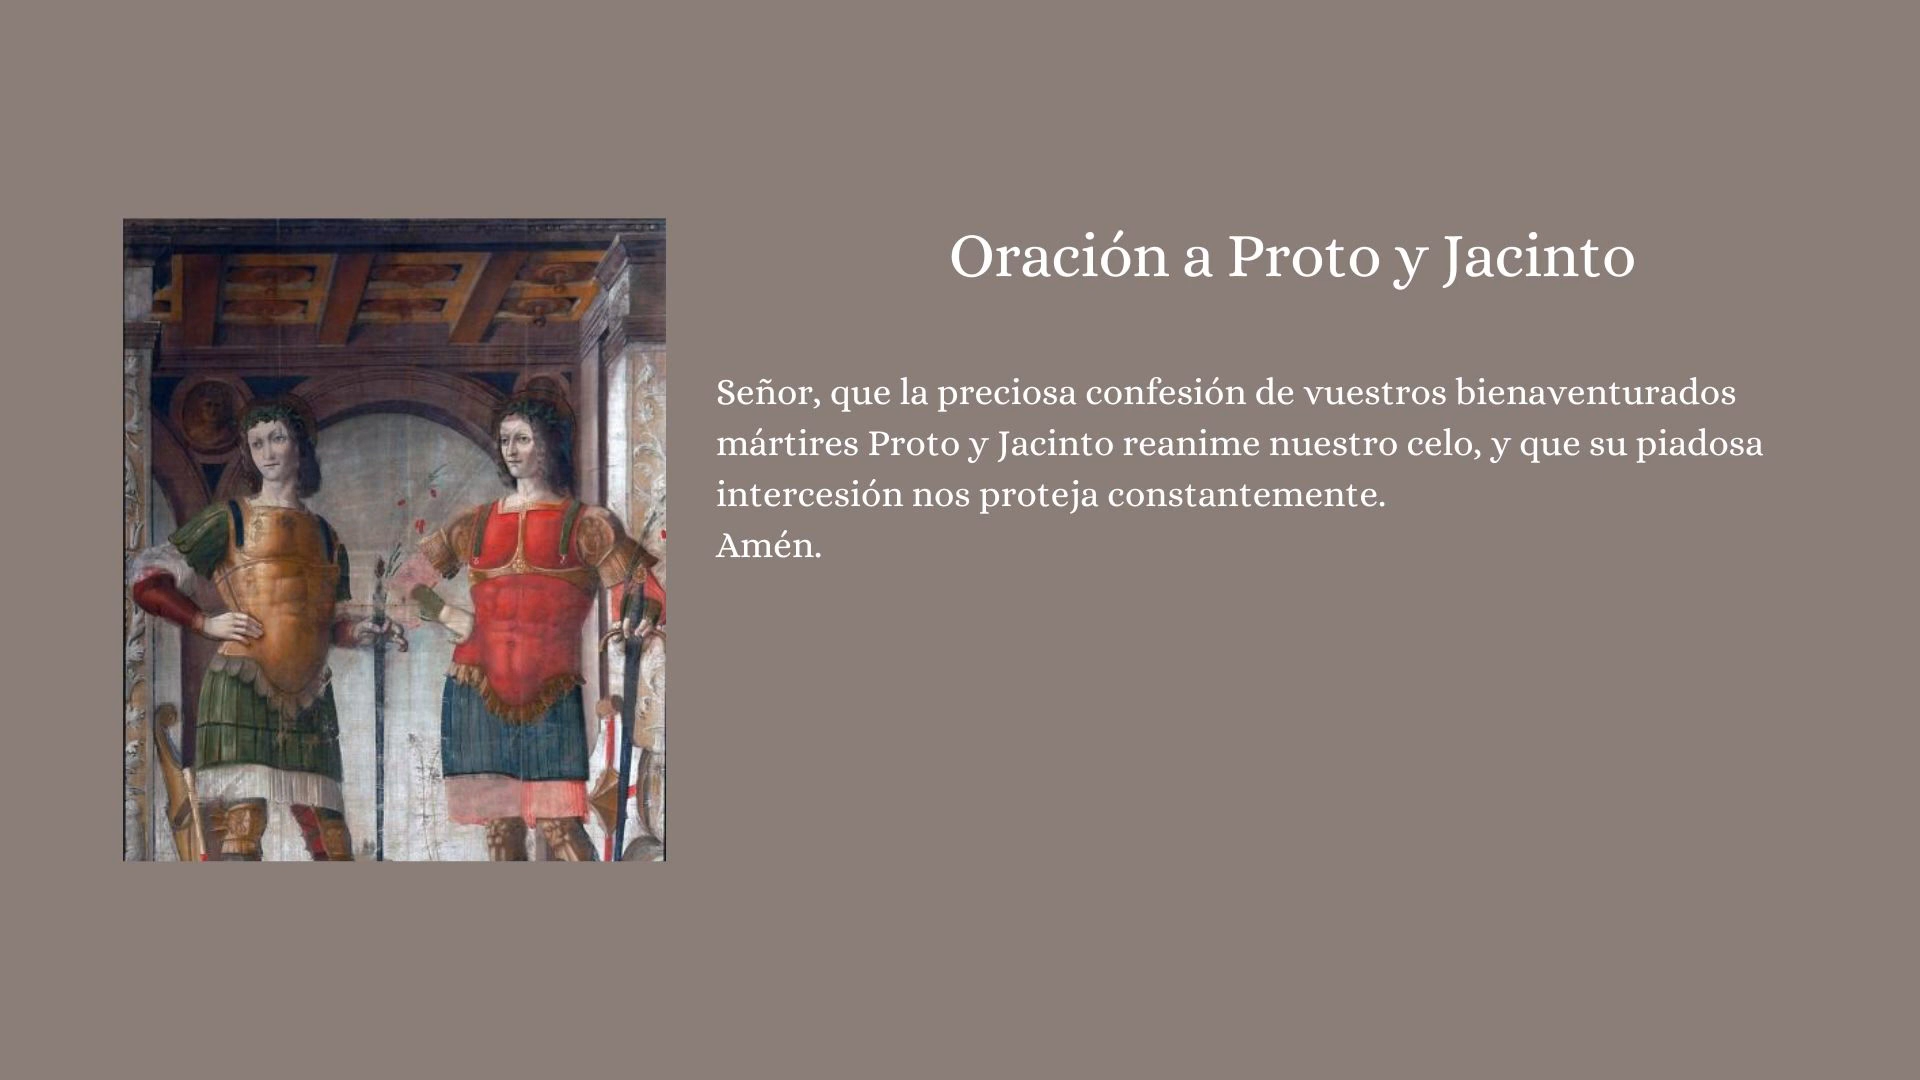 Oración a Proto y Jacinto
Señor, que la preciosa confesión de vuestros bienaventurados
mártires Proto y Jacinto reanime nuestro celo, y que su piadosa
intercesión nos proteja constantemente.
Amén.